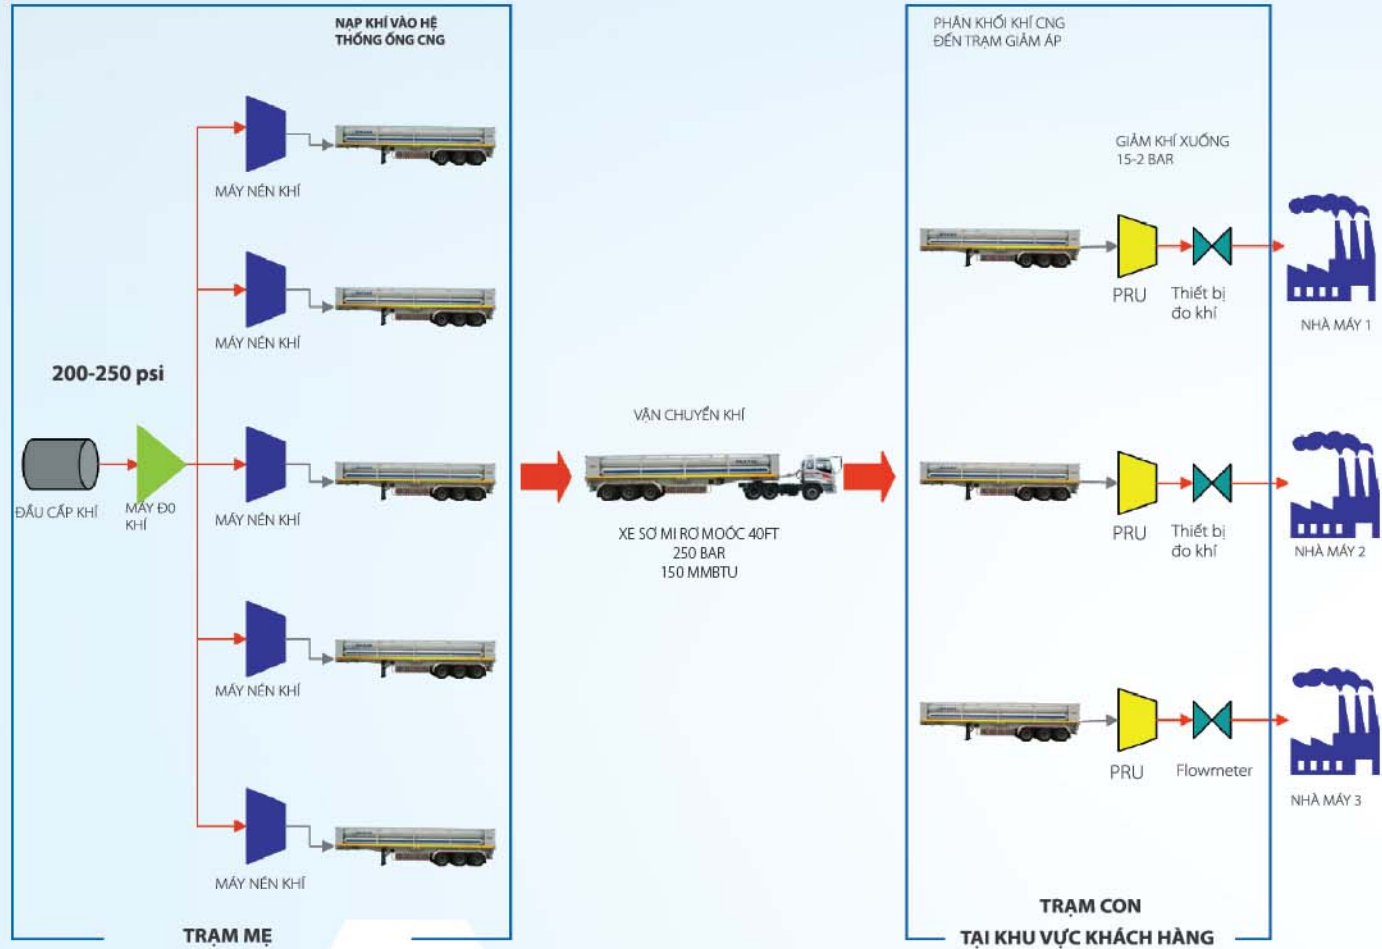 NẠP KHÍ VÀO HỆ
THỐNG ỐNG CNG
MÁY NÉN KHÍ
MÁY NÉN KHÍ
200-250 psi
ĐẦU CẤP KHÍ
MÁY ĐO
KHÍ
MÁY NÉN KHÍ
MÁY NÉN KHÍ
MÁY NÉN KHÍ
TRẠM MẸ
VẬN CHUYỂN KHÍ
XE SƠ MI RƠ MOÓC 40FT
250 BAR
150 MMBTU
PHÂN KHỐI KHÍ CNG
ĐẾN TRẠM GIẢM ÁP
GIẢM KHÍ XUỐNG
15-2 BAR
PRU
Thiết bị
đo khí
NHÀ MÁY 1
PRU
Thiết bị
đo khí
NHÀ MÁY 2
PRU
Flowmeter
NHÀ MÁY 3
TRẠM CON
TẠI KHU VỰC KHÁCH HÀNG